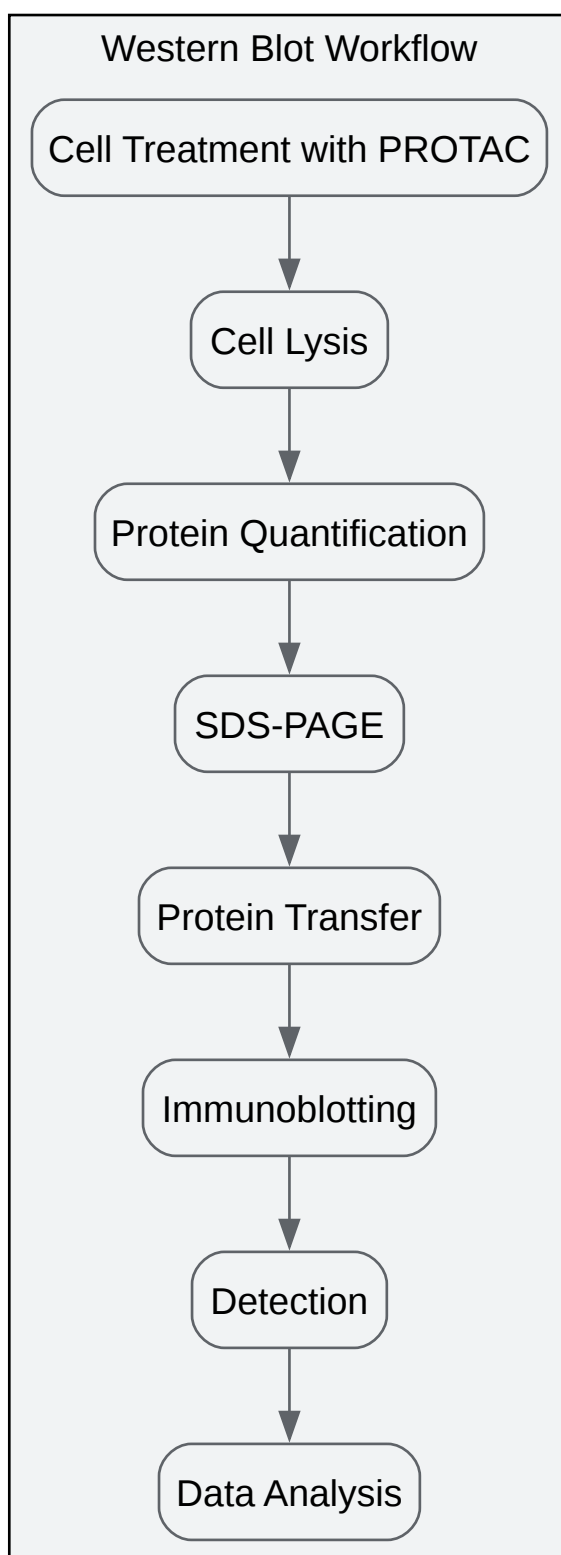 Western Blot Workflow
Cell Treatment with PROTAC
Cell Lysis
Protein Quantification
SDS-PAGE
Protein Transfer
Immunoblotting
Detection
Data Analysis